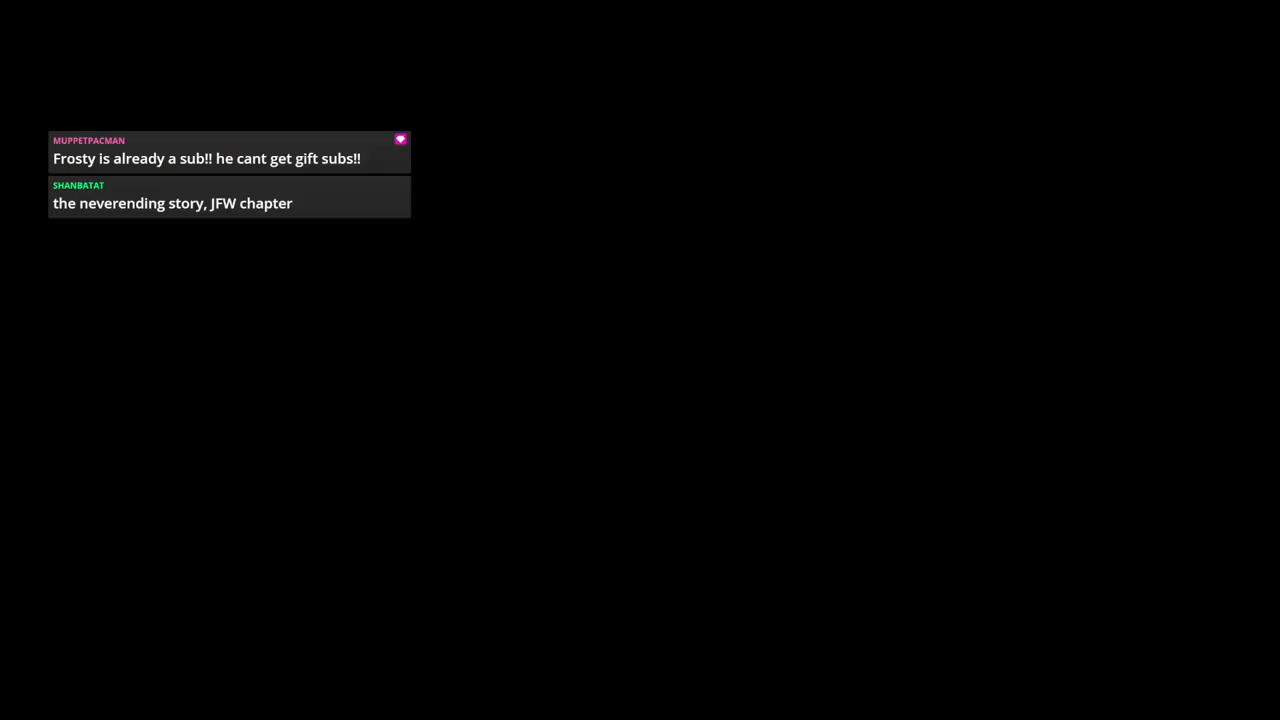 MUPPETPACMAN
Frosty is already a sub!! he cant get gift subs!!
SHANBATAT
the neverending story, JFW chapter